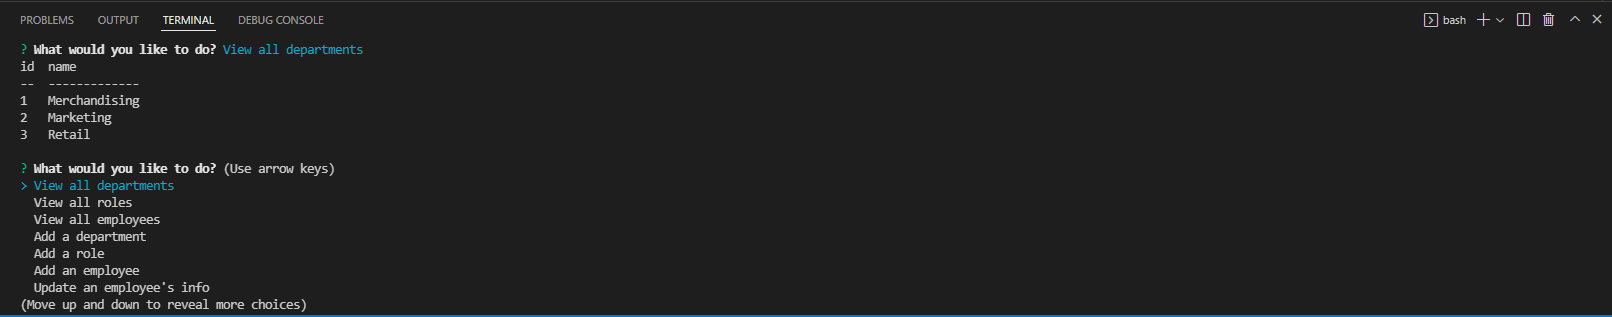 PROBLEMS OUTPUT TERMINAL DEBUG CONSOLE bash
? What would you like to do? View all departments
id  name
--  -------------
1   Merchandising
2   Marketing
3   Retail
? What would you like to do? (Use arrow keys)
> View all departments
  View all roles
  View all employees
  Add a department
  Add a role
  Add an employee
  Update an employee's info
(Move up and down to reveal more choices)